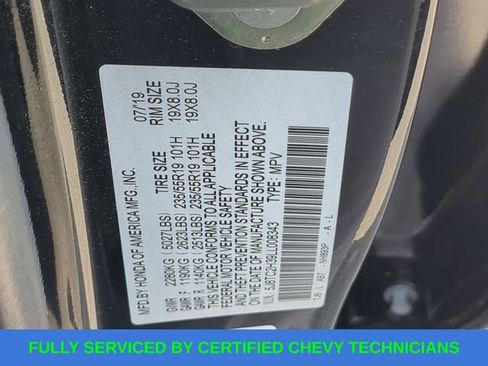 MFD.BY HONDA OF AMERICA MFG.,INC. 07/19
TIRE SIZE RIM SIZE
GVWR 2280KG (5027LBS)
GAWR F 1190KG (2623LBS) 235/55R19 101H 19X8.0J
GAWR R 1140KG (2513LBS) 235/55R19 101H 19X8.0J
THIS VEHICLE CONFORMS TO ALL APPLICABLE
FEDERAL MOTOR VEHICLE SAFETY
AND THEFT PREVENTION STANDARDS IN EFFECT
ON THE DATE OF MANUFACTURE SHOWN ABOVE.
V.I.N. 5J8TC2H39LL008343 TYPE: MPV
TJB L A57 - NH893P - A - L
FULLY SERVICED BY CERTIFIED CHEVY TECHNICIANS